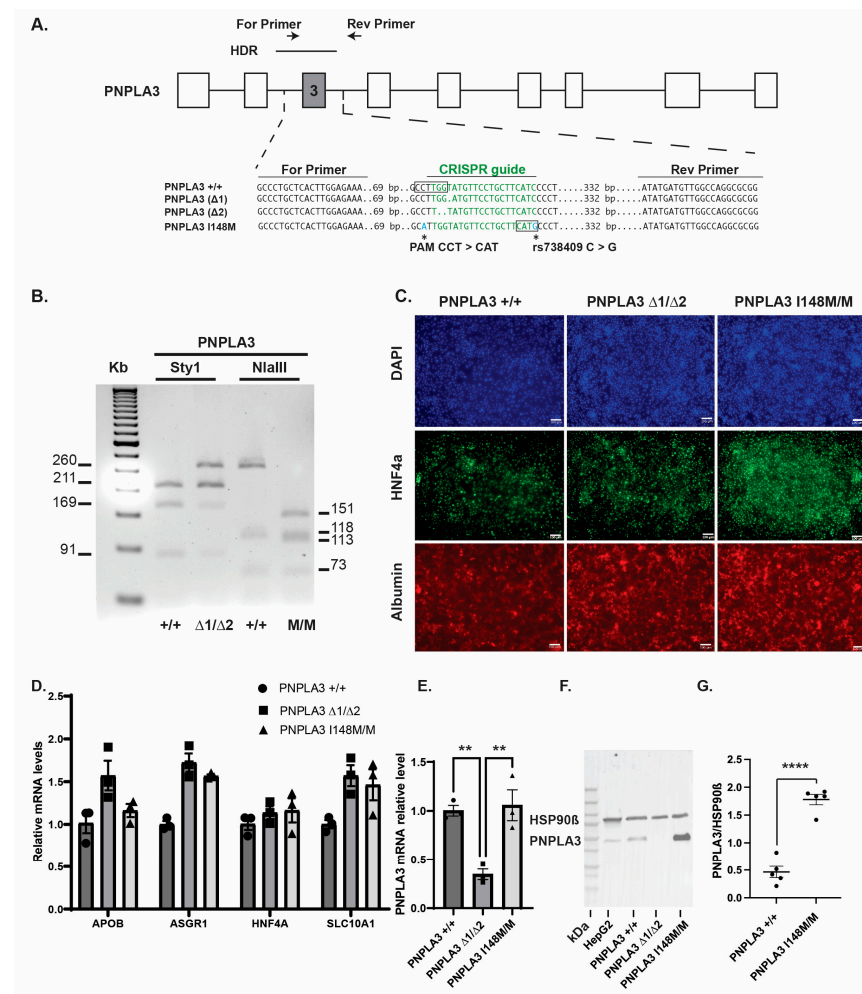 A.
For Primer
Rev Primer
HDR
PNPLA3
3
For Primer
CRISPR guide
Rev Primer
PNPLA3 +/+ GCCCTGCTCACTTGGAGAAA..69 bp..GCCTTGGTATGTTCCTGCTTCATCCCCT.....332 bp.....ATATGATGTTGGCCAGGCGCGG
PNPLA3 (Δ1) GCCCTGCTCACTTGGAGAAA..69 bp..GCCTTGG.ATGTTCCTGCTTCATCCCCT.....332 bp.....ATATGATGTTGGCCAGGCGCGG
PNPLA3 (Δ2) GCCCTGCTCACTTGGAGAAA..69 bp..GCCTT..TATGTTCCTGCTTCATCCCCT.....332 bp.....ATATGATGTTGGCCAGGCGCGG
PNPLA3 I148M GCCCTGCTCACTTGGAGAAA..69 bp..GCATTGGTATGTTCCTGCTTCATGCCCT.....332 bp.....ATATGATGTTGGCCAGGCGCGG
* *
PAM CCT > CAT rs738409 C > G
B.
PNPLA3
Kb Sty1 NlaIII
260
211
169
91
151
118
113
73
+/+ Δ1/Δ2 +/+ M/M
C.
PNPLA3 +/+ PNPLA3 Δ1/Δ2 PNPLA3 I148M/M
DAPI
HNF4a
Albumin
D.
PNPLA3 +/+
PNPLA3 Δ1/Δ2
PNPLA3 I148M/M
Relative mRNA levels
2.5
2.0
1.5
1.0
0.5
0.0
APOB ASGR1 HNF4A SLC10A1
E.
PNPLA3 mRNA relative level
1.5
1.0
0.5
0.0
** **
PNPLA3 +/+
PNPLA3 Δ1/Δ2
PNPLA3 I148M/M
F.
HSP90ß
PNPLA3
kDa
HepG2
PNPLA3 +/+
PNPLA3 Δ1/Δ2
PNPLA3 I148M/M
G.
PNPLA3/HSP90ß
2.5
2.0
1.5
1.0
0.5
0.0
****
PNPLA3 +/+
PNPLA3 I148M/M